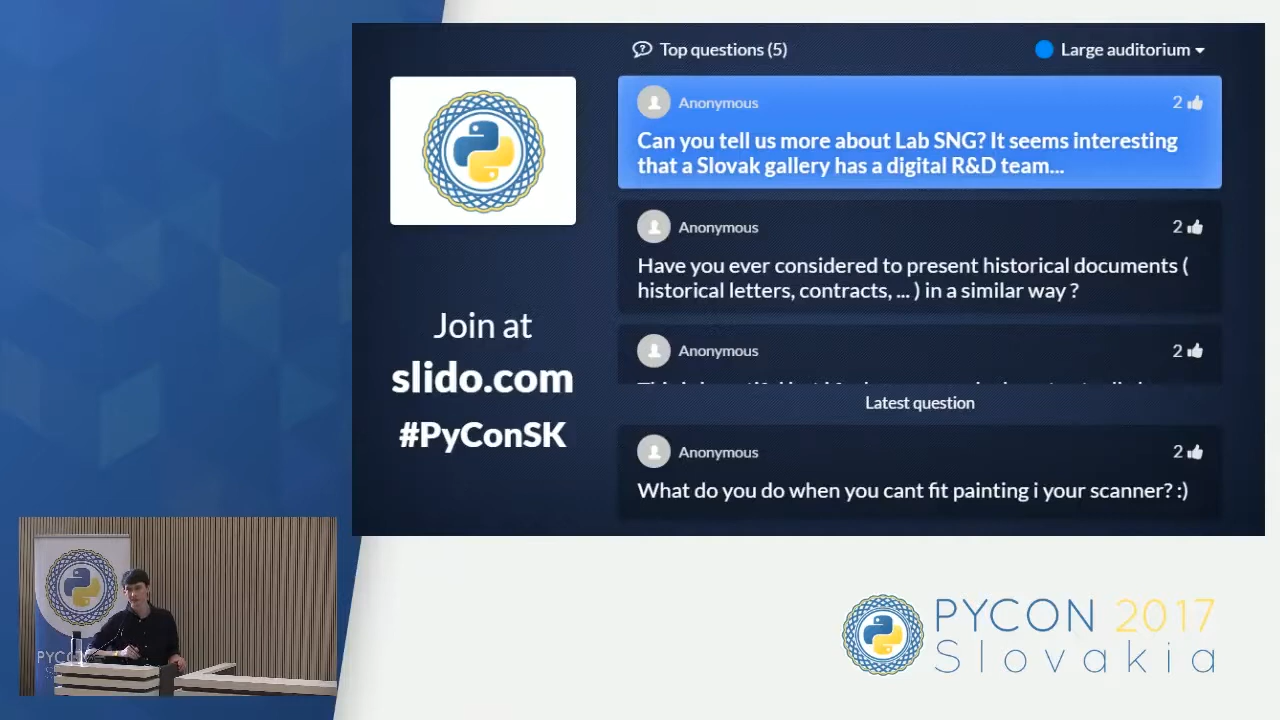 Top questions (5)
Large auditorium
Anonymous
2
Can you tell us more about Lab SNG? It seems interesting
that a Slovak gallery has a digital R&D team...
Anonymous
2
Have you ever considered to present historical documents (
historical letters, contracts, ... ) in a similar way ?
Anonymous
2
Latest question
Anonymous
2
What do you do when you cant fit painting i your scanner? :)
Join at
slido.com
#PyConSK
PYCON 2017
Slovakia